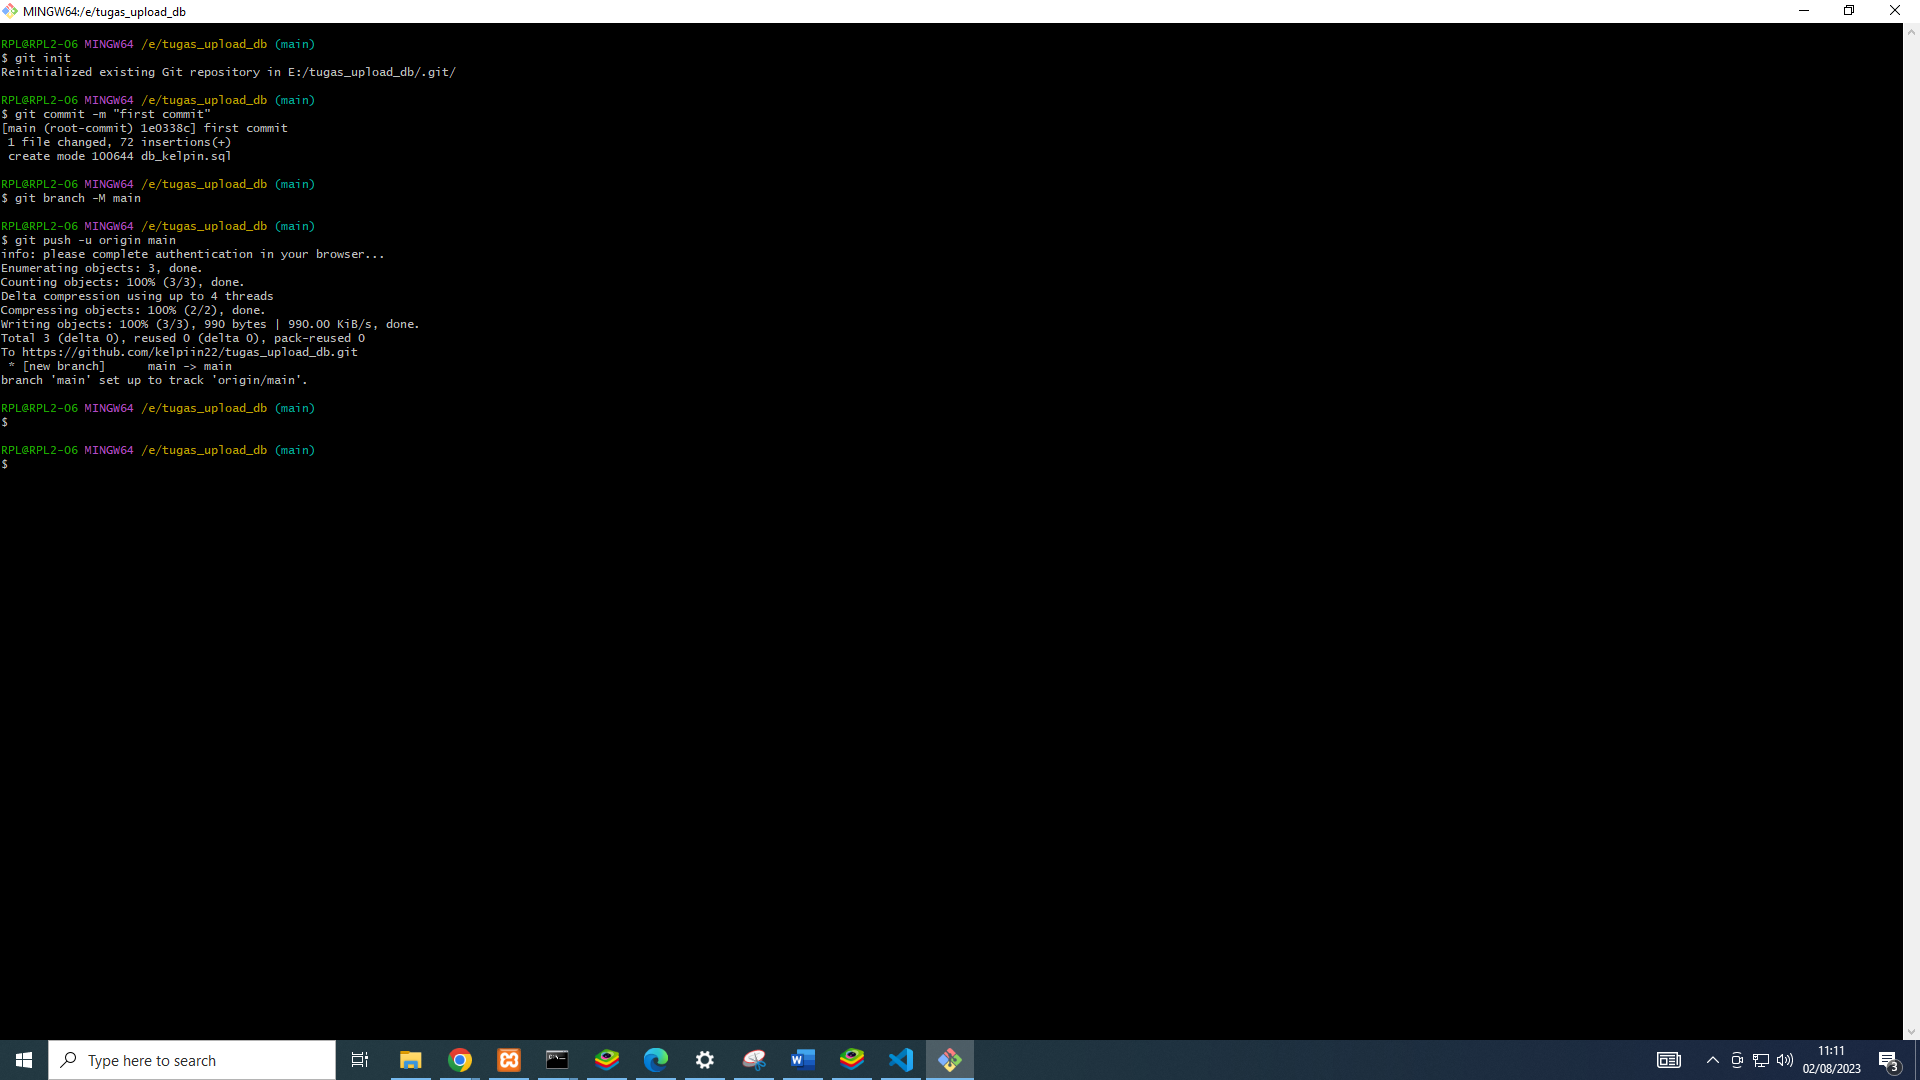 MINGW64:/e/tugas_upload_db
RPL@RPL2-06 MINGW64 /e/tugas_upload_db (main)
$ git init
Reinitialized existing Git repository in E:/tugas_upload_db/.git/
RPL@RPL2-06 MINGW64 /e/tugas_upload_db (main)
$ git commit -m "first commit"
[main (root-commit) 1e0338c] first commit
1 file changed, 72 insertions(+)
create mode 100644 db_kelpin.sql
RPL@RPL2-06 MINGW64 /e/tugas_upload_db (main)
$ git branch -M main
RPL@RPL2-06 MINGW64 /e/tugas_upload_db (main)
$ git push -u origin main
info: please complete authentication in your browser...
Enumerating objects: 3, done.
Counting objects: 100% (3/3), done.
Delta compression using up to 4 threads
Compressing objects: 100% (2/2), done.
Writing objects: 100% (3/3), 990 bytes | 990.00 KiB/s, done.
Total 3 (delta 0), reused 0 (delta 0), pack-reused 0
To https://github.com/kelpiin22/tugas_upload_db.git
* [new branch]      main -> main
branch 'main' set up to track 'origin/main'.
RPL@RPL2-06 MINGW64 /e/tugas_upload_db (main)
$
RPL@RPL2-06 MINGW64 /e/tugas_upload_db (main)
$
Type here to search
11:11
02/08/2023
3